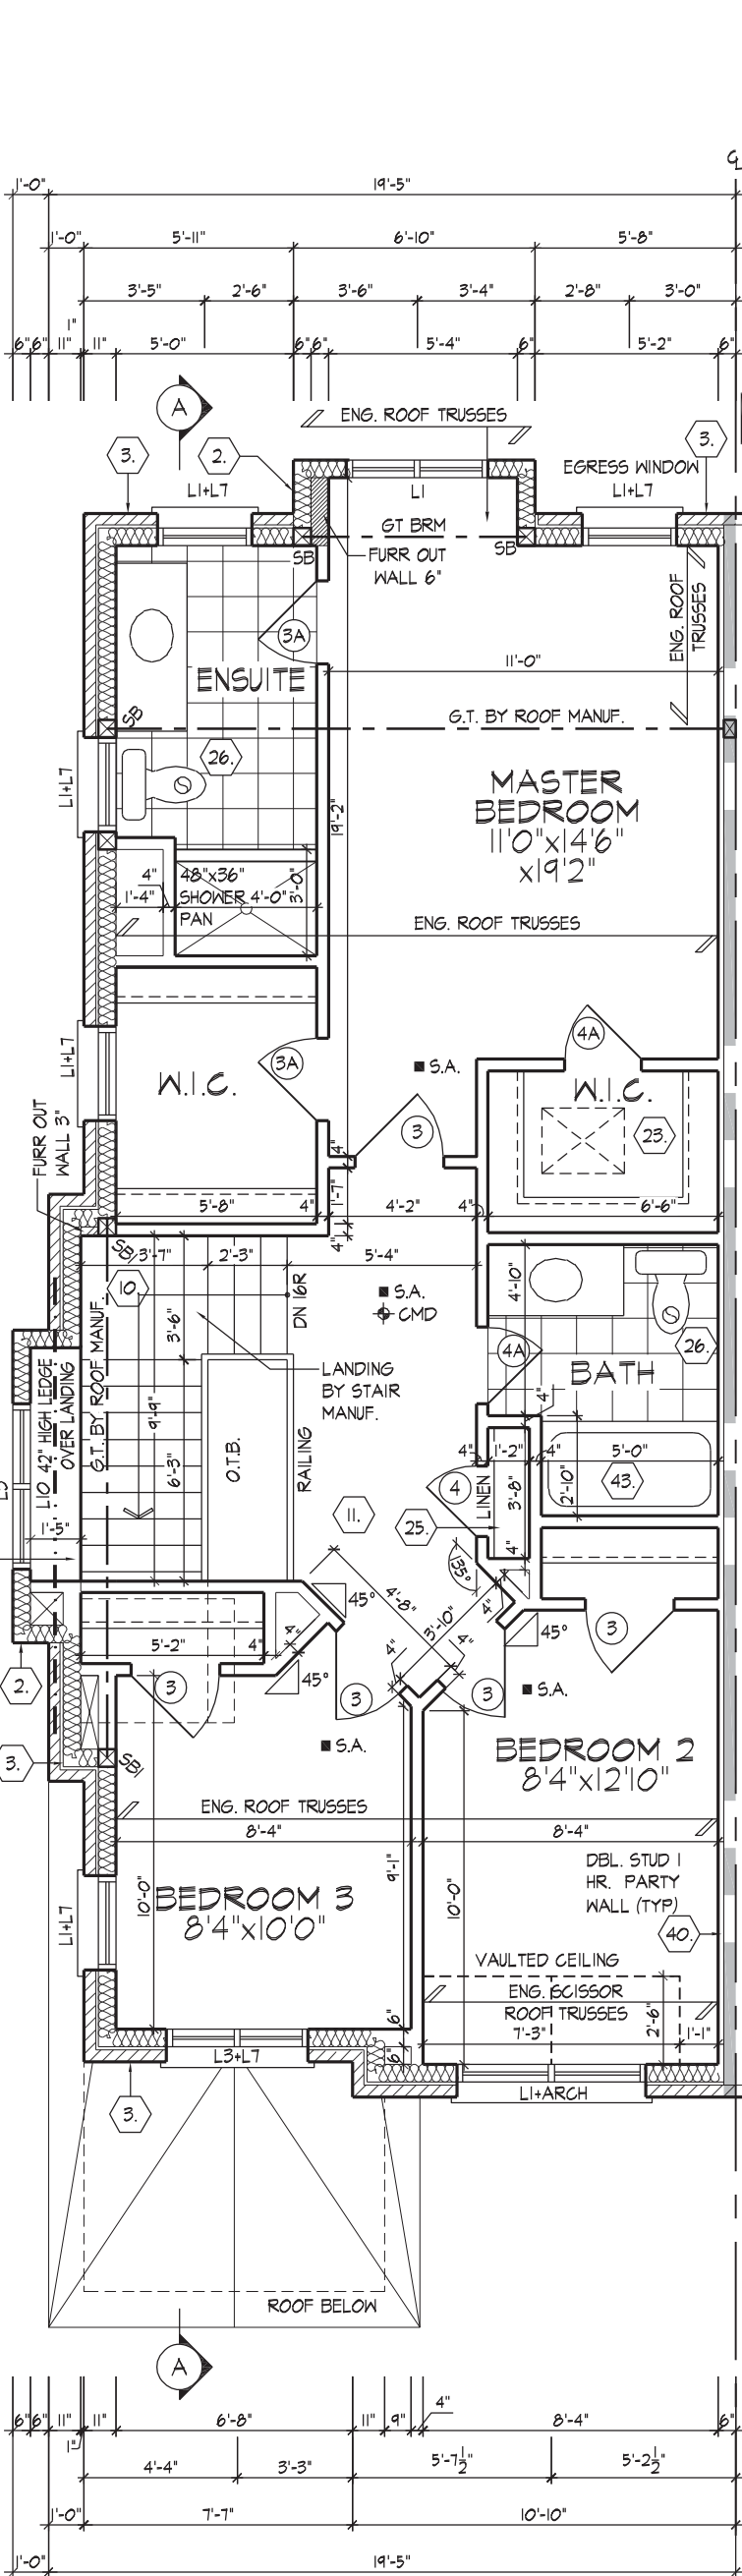 1'-0" 19'-5"
1'-0" 5'-11" 6'-10" 5'-8"
3'-5" 2'-6" 3'-6" 3'-4" 2'-8" 3'-0"
1"
6" 6" 11" 11" 5'-0" 6" 6" 5'-4" 6" 5'-2" 6"
A
ENG. ROOF TRUSSES
3. 2. 3.
EGRESS WINDOW
L1+L7 L1 L1+L7
GT BRM
SB SB
FURR OUT
WALL 6"
3A
ENG. ROOF
TRUSSES
ENSUITE
11'-0"
SB
G.T. BY ROOF MANUF.
26.
L1+L7
MASTER
BEDROOM
11'0"x14'6"
x19'2"
19'-2"
4" 48"x36"
1'-4" SHOWER 4'-0"
PAN
3'-0"
ENG. ROOF TRUSSES
4A
3A
L1+L7
S.A.
W.I.C. W.I.C.
FURR OUT
WALL 3"
3
23.
4"
1'-7"
5'-8" 4" 4'-2" 4" 6'-6"
4"
SB1
3'-7" 2'-3" 5'-4"
10.
DN 16R
S.A.
CMD
4'-10"
3'-6"
4A
26.
BATH
LANDING
BY STAIR
MANUF.
L10 42" HIGH LEDGE
OVER LANDING
G.T. BY ROOF MANUF.
9'-9"
6'-3"
O.T.B.
RAILING
4"
4" 1'-2" 4" 5'-0"
4
LINEN
3'-8"
2'-10"
43.
11.
25.
1'-5"
4"
135°
45°
4'-8"
3'-10"
4"
4"
45°
5'-2" 4"
4"
45°
4"
4"
3
2.
3
3
3
S.A.
S.A.
3.
SB1
BEDROOM 2
8'4"x12'10"
ENG. ROOF TRUSSES
8'-4" 8'-4"
9'-1"
DBL. STUD 1
HR. PARTY
WALL (TYP)
BEDROOM 3
8'4"x10'0"
10'-0"
10'-0"
L1+L7
40.
VAULTED CEILING
ENG. SCISSOR
ROOF TRUSSES
7'-3" 2'-6" 1'-1"
6"
6"
L3+L7
L1+ARCH
3.
ROOF BELOW
A
4"
6" 6" 11" 11" 6'-8" 11" 9" 8'-4" 6"
1"
4'-4" 3'-3" 5'-7 1/2" 5'-2 1/2"
1'-0" 7'-7" 10'-10"
1'-0" 19'-5"